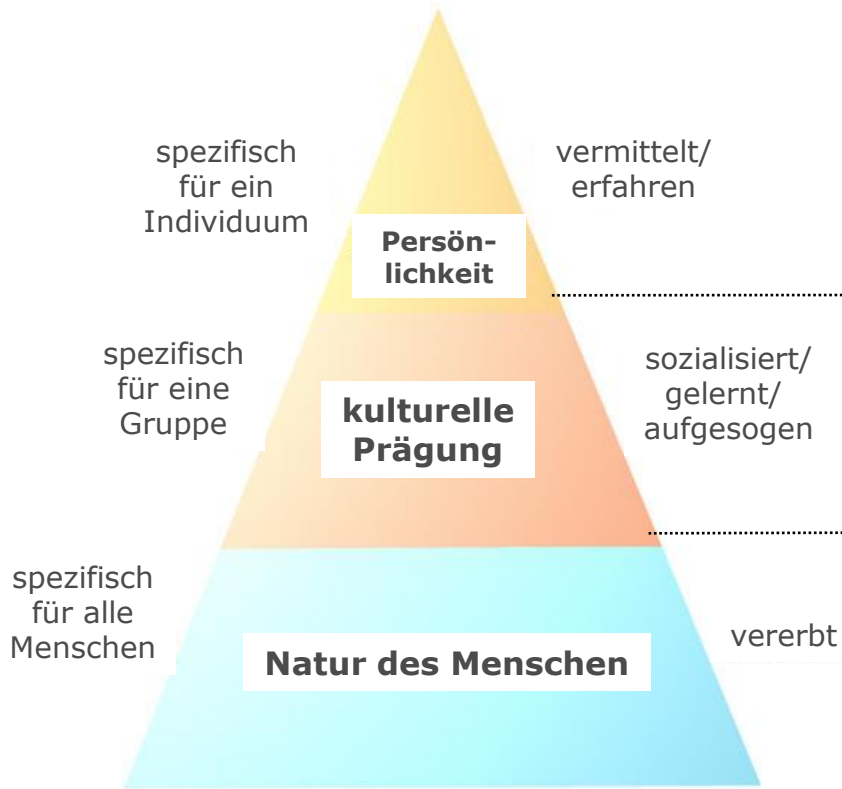 spezifisch
für ein
Individuum
vermittelt/
erfahren
Persön-
lichkeit
spezifisch
für eine
Gruppe
kulturelle
Prägung
sozialisiert/
gelernt/
aufgesogen
spezifisch
für alle
Menschen
Natur des Menschen
vererbt